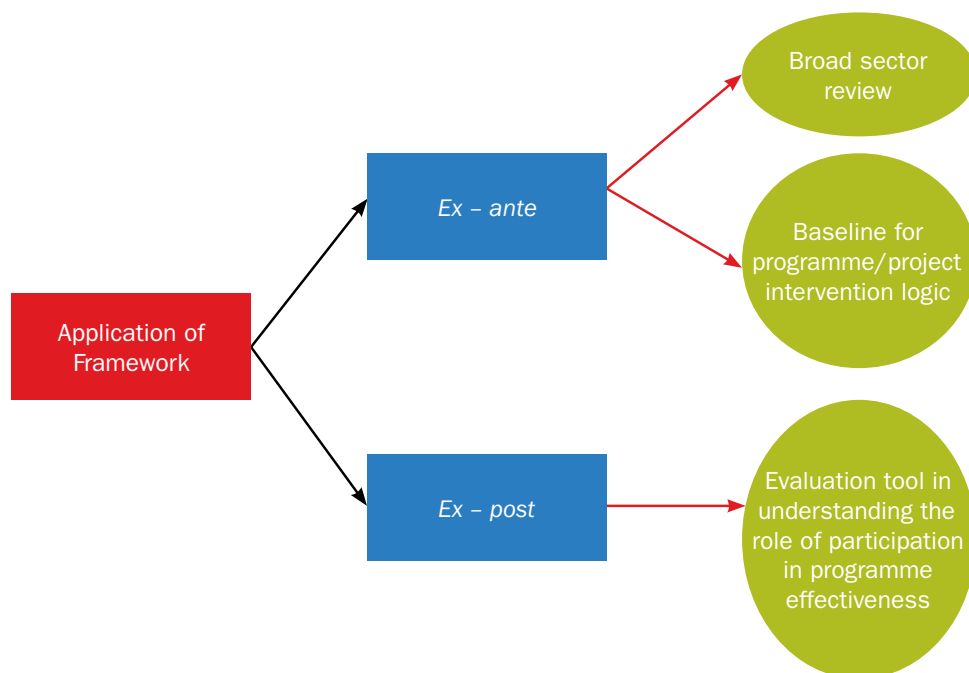 Broad sector
review
Ex – ante
Baseline for
programme/project
intervention logic
Application of
Framework
Ex – post
Evaluation tool in
understanding the
role of participation
in programme
effectiveness